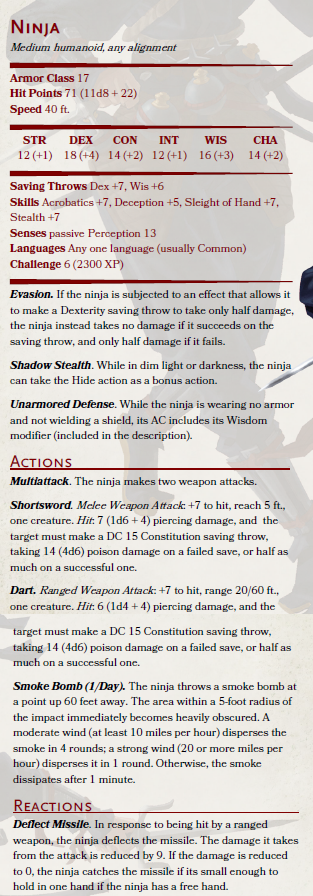 NINJA
Medium humanoid, any alignment
Armor Class 17
Hit Points 71 (11d8 + 22)
Speed 40 ft.
STR DEX CON INT WIS CHA
12 (+1) 18 (+4) 14 (+2) 12 (+1) 16 (+3) 14 (+2)
Saving Throws Dex +7, Wis +6
Skills Acrobatics +7, Deception +5, Sleight of Hand +7,
Stealth +7
Senses passive Perception 13
Languages Any one language (usually Common)
Challenge 6 (2300 XP)
Evasion. If the ninja is subjected to an effect that allows it
to make a Dexterity saving throw to take only half damage,
the ninja instead takes no damage if it succeeds on the
saving throw, and only half damage if it fails.
Shadow Stealth. While in dim light or darkness, the ninja
can take the Hide action as a bonus action.
Unarmored Defense. While the ninja is wearing no armor
and not wielding a shield, its AC includes its Wisdom
modifier (included in the description).
ACTIONS
Multiattack. The ninja makes two weapon attacks.
Shortsword. Melee Weapon Attack: +7 to hit, reach 5 ft.,
one creature. Hit: 7 (1d6 + 4) piercing damage, and the
target must make a DC 15 Constitution saving throw,
taking 14 (4d6) poison damage on a failed save, or half as
much on a successful one.
Dart. Ranged Weapon Attack: +7 to hit, range 20/60 ft.,
one creature. Hit: 6 (1d4 + 4) piercing damage, and the
target must make a DC 15 Constitution saving throw,
taking 14 (4d6) poison damage on a failed save, or half as
much on a successful one.
Smoke Bomb (1/Day). The ninja throws a smoke bomb at
a point up 60 feet away. The area within a 5-foot radius of
the impact immediately becomes heavily obscured. A
moderate wind (at least 10 miles per hour) disperses the
smoke in 4 rounds; a strong wind (20 or more miles per
hour) disperses it in 1 round. Otherwise, the smoke
dissipates after 1 minute.
REACTIONS
Deflect Missile. In response to being hit by a ranged
weapon, the ninja deflects the missile. The damage it takes
from the attack is reduced by 9. If the damage is reduced
to 0, the ninja catches the missile if its small enough to
hold in one hand if the ninja has a free hand.